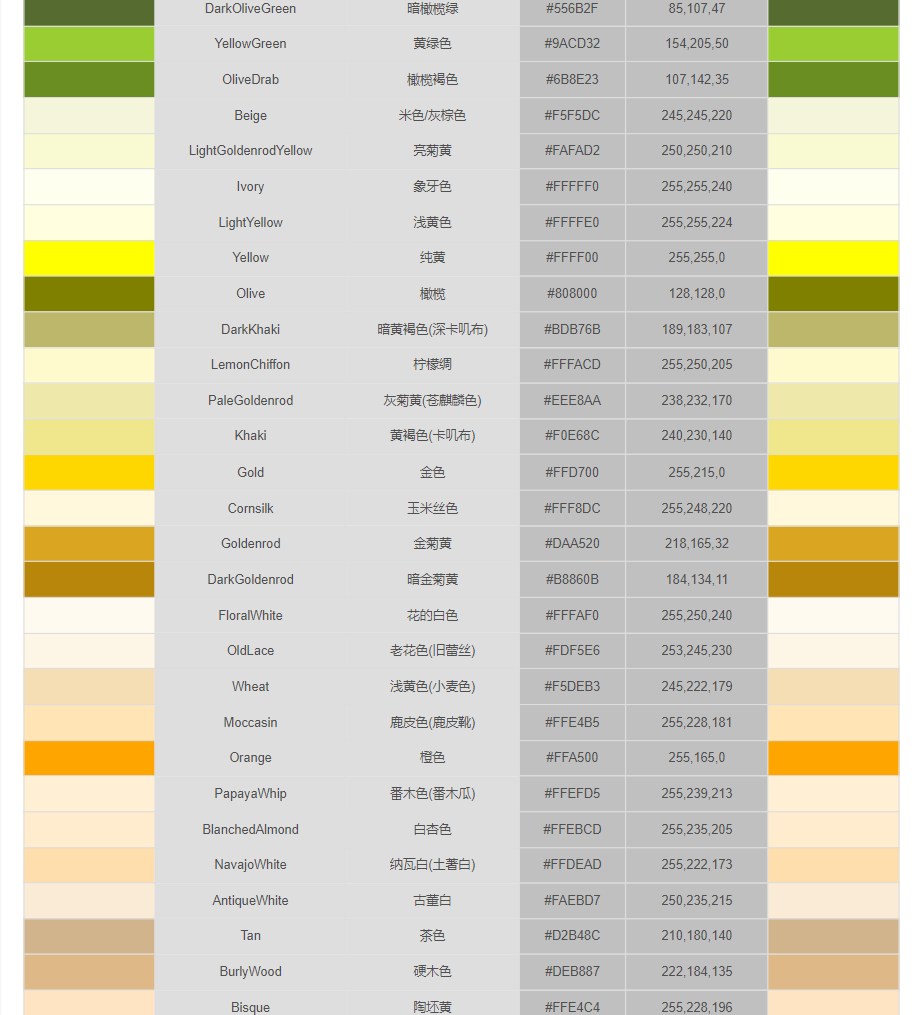 DarkOliveGreen 暗橄榄绿 #556B2F 85,107,47
YellowGreen 黄绿色 #9ACD32 154,205,50
OliveDrab 橄榄褐色 #6B8E23 107,142,35
Beige 米色/灰棕色 #F5F5DC 245,245,220
LightGoldenrodYellow 亮菊黄 #FAFAD2 250,250,210
Ivory 象牙色 #FFFFF0 255,255,240
LightYellow 浅黄色 #FFFFE0 255,255,224
Yellow 纯黄 #FFFF00 255,255,0
Olive 橄榄 #808000 128,128,0
DarkKhaki 暗黄褐色(深卡叽布) #BDB76B 189,183,107
LemonChiffon 柠檬绸 #FFFACD 255,250,205
PaleGoldenrod 灰菊黄(苍麒麟色) #EEE8AA 238,232,170
Khaki 黄褐色(卡叽布) #F0E68C 240,230,140
Gold 金色 #FFD700 255,215,0
Cornsilk 玉米丝色 #FFF8DC 255,248,220
Goldenrod 金菊黄 #DAA520 218,165,32
DarkGoldenrod 暗金菊黄 #B8860B 184,134,11
FloralWhite 花的白色 #FFFAF0 255,250,240
OldLace 老花色(旧蕾丝) #FDF5E6 253,245,230
Wheat 浅黄色(小麦色) #F5DEB3 245,222,179
Moccasin 鹿皮色(鹿皮靴) #FFE4B5 255,228,181
Orange 橙色 #FFA500 255,165,0
PapayaWhip 番木色(番木瓜) #FFEFD5 255,239,213
BlanchedAlmond 白杏色 #FFEBCD 255,235,205
NavajoWhite 纳瓦白(土著白) #FFDEAD 255,222,173
AntiqueWhite 古董白 #FAEBD7 250,235,215
Tan 茶色 #D2B48C 210,180,140
BurlyWood 硬木色 #DEB887 222,184,135
Bisque 陶坯黄 #FFE4C4 255,228,196